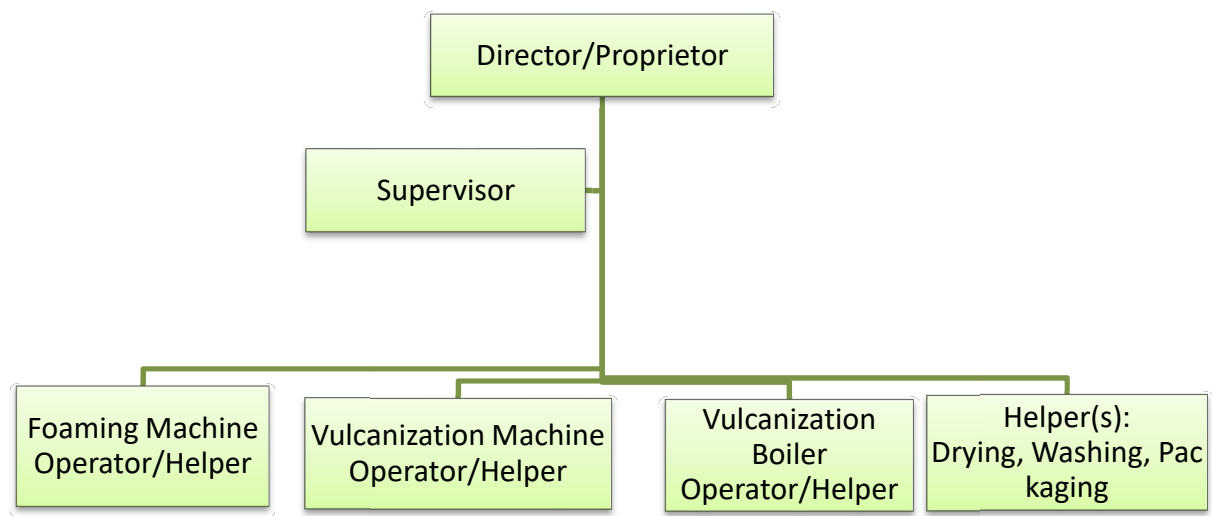 Director/Proprietor
Supervisor
Foaming Machine
Operator/Helper
Vulcanization Machine
Operator/Helper
Vulcanization
Boiler
Operator/Helper
Helper(s):
Drying, Washing, Pac
kaging